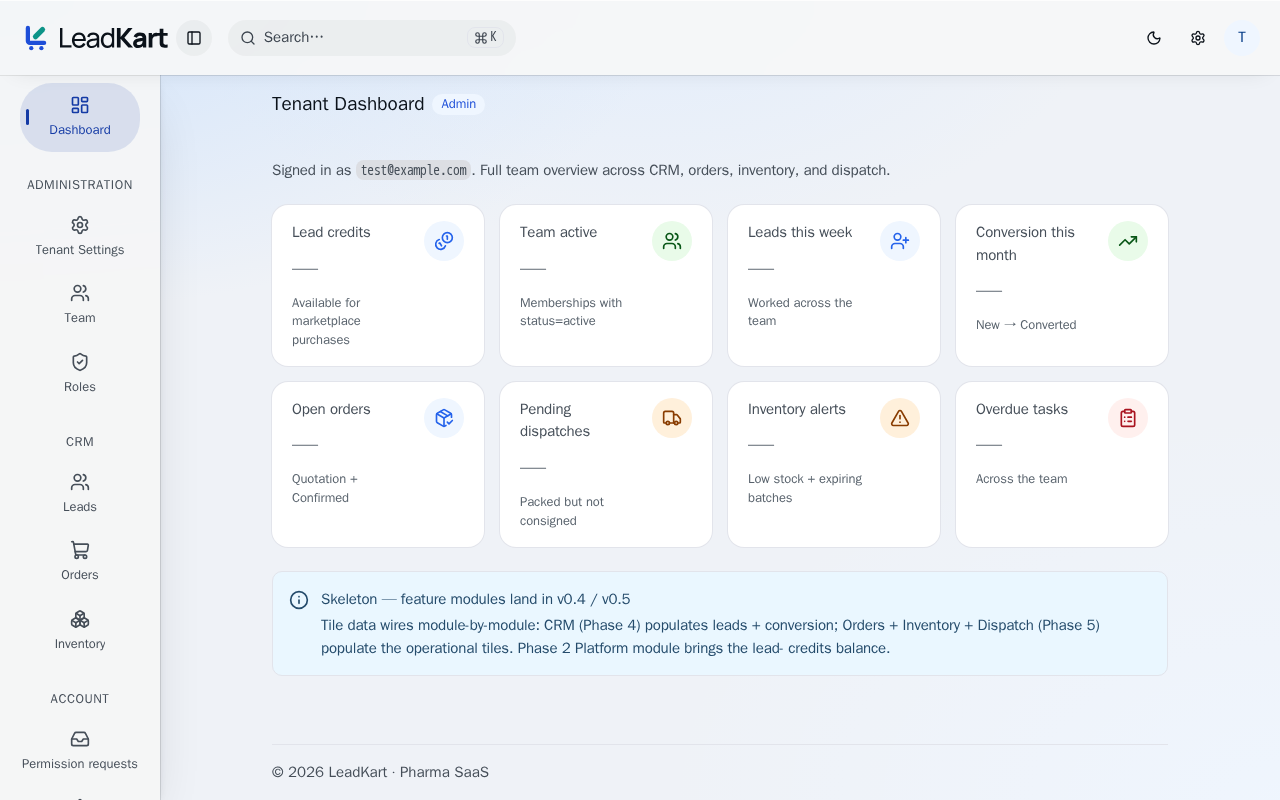 LeadKart
Search…
⌘ K
T
Dashboard
ADMINISTRATION
Tenant Settings
Team
Roles
CRM
Leads
Orders
Inventory
ACCOUNT
Permission requests
Tenant Dashboard Admin
Signed in as test@example.com. Full team overview across CRM, orders, inventory, and dispatch.
Lead credits
—
Available for
marketplace
purchases
Team active
—
Memberships with
status=active
Leads this week
—
Worked across the
team
Conversion this
month
—
New → Converted
Open orders
—
Quotation +
Confirmed
Pending
dispatches
—
Packed but not
consigned
Inventory alerts
—
Low stock + expiring
batches
Overdue tasks
—
Across the team
Skeleton — feature modules land in v0.4 / v0.5
Tile data wires module-by-module: CRM (Phase 4) populates leads + conversion; Orders + Inventory + Dispatch (Phase 5)
populate the operational tiles. Phase 2 Platform module brings the lead- credits balance.
© 2026 LeadKart · Pharma SaaS